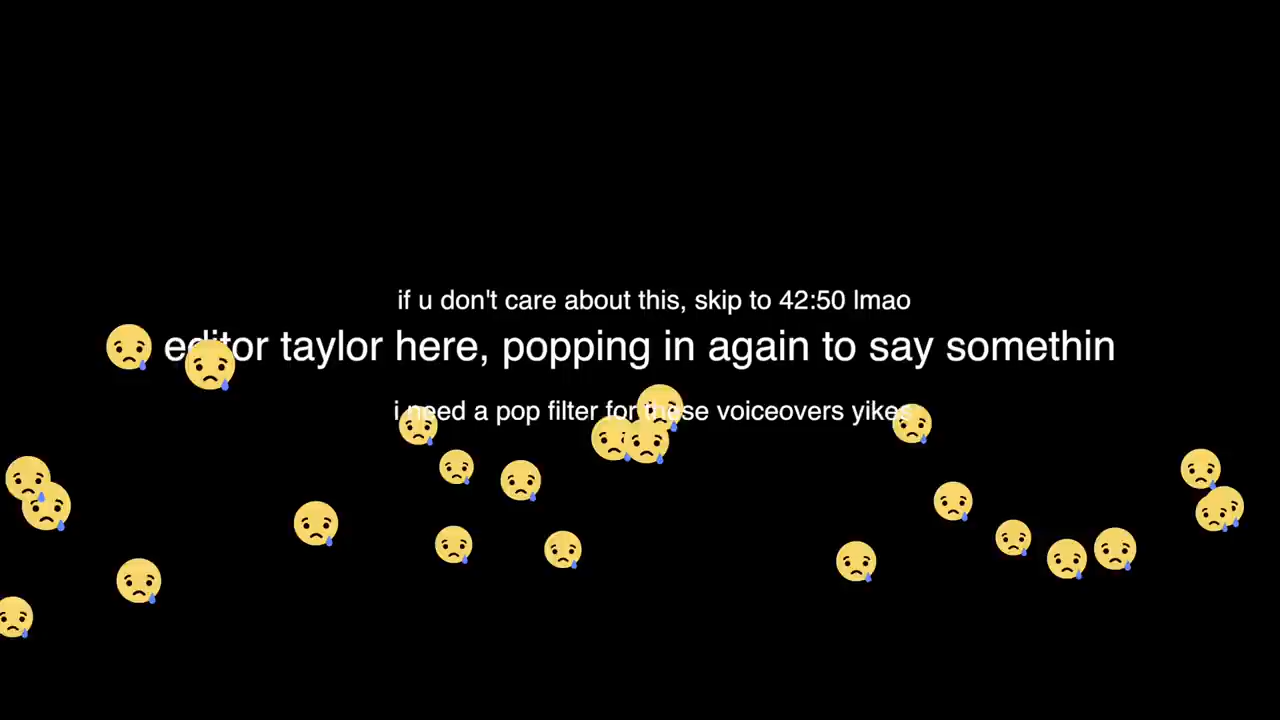 if u don't care about this, skip to 42:50 lmao
editor taylor here, popping in again to say somethin
i need a pop filter for these voiceovers yikes